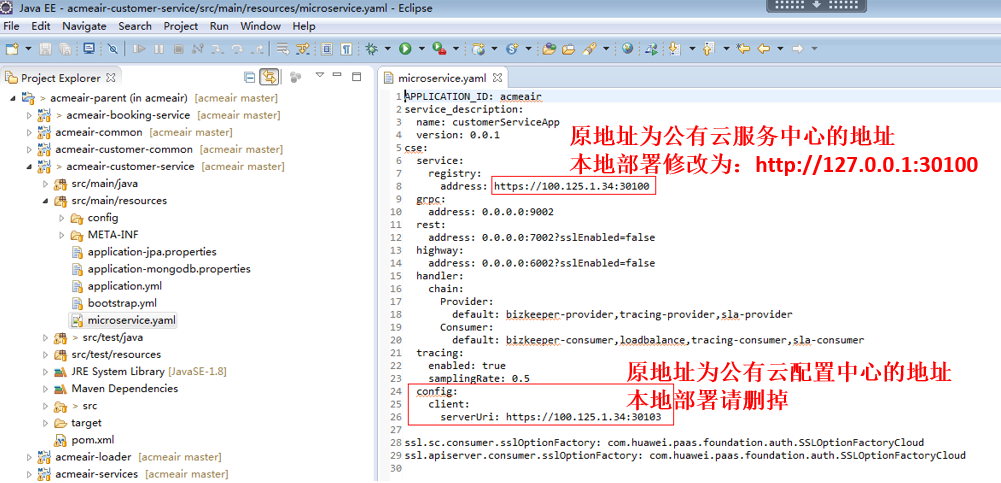 Java EE - acmeair-customer-service/src/main/resources/microservice.yaml - Eclipse
File Edit Navigate Search Project Run Window Help
Project Explorer
> acmeair-parent (in acmeair) [acmeair master]
> acmeair-booking-service [acmeair master]
acmeair-common [acmeair master]
acmeair-customer-common [acmeair master]
> acmeair-customer-service [acmeair master]
src/main/java
src/main/resources
config
META-INF
application-jpa.properties
application-mongodb.properties
application.yml
bootstrap.yml
microservice.yaml
> src/test/java
src/test/resources
JRE System Library [JavaSE-1.8]
Maven Dependencies
> src
target
pom.xml
acmeair-loader [acmeair master]
acmeair-services [acmeair master]
microservice.yaml
1 APPLICATION_ID: acmeair
2 service_description:
3 name: customerServiceApp
4 version: 0.0.1
5 cse:
6 service:
7 registry:
8 address: https://100.125.1.34:30100
9 grpc:
10 address: 0.0.0.0:9002
11 rest:
12 address: 0.0.0.0:7002?sslEnabled=false
13 highway:
14 address: 0.0.0.0:6002?sslEnabled=false
15 handler:
16 chain:
17 Provider:
18 default: bizkeeper-provider,tracing-provider,sla-provider
19 Consumer:
20 default: bizkeeper-consumer,loadbalance,tracing-consumer,sla-consumer
21 tracing:
22 enabled: true
23 samplingRate: 0.5
24 config:
25 client:
26 serverUri: https://100.125.1.34:30103
27
28 ssl.sc.consumer.sslOptionFactory: com.huawei.paas.foundation.auth.SSLOptionFactoryCloud
29 ssl.apiserver.consumer.sslOptionFactory: com.huawei.paas.foundation.auth.SSLOptionFactoryCloud
30
原地址为公有云服务中心的地址
本地部署修改为：http://127.0.0.1:30100
原地址为公有云配置中心的地址
本地部署请删掉